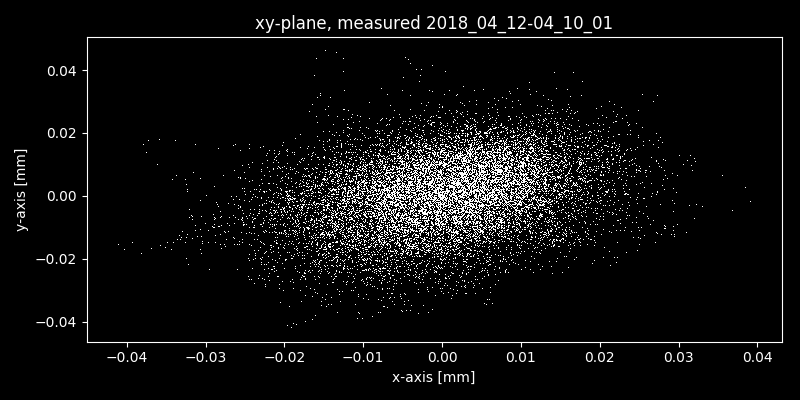 xy-plane, measured 2018_04_12-04_10_01
y-axis [mm]
0.04
0.02
0.00
−0.02
−0.04
−0.04 −0.03 −0.02 −0.01 0.00 0.01 0.02 0.03 0.04
x-axis [mm]